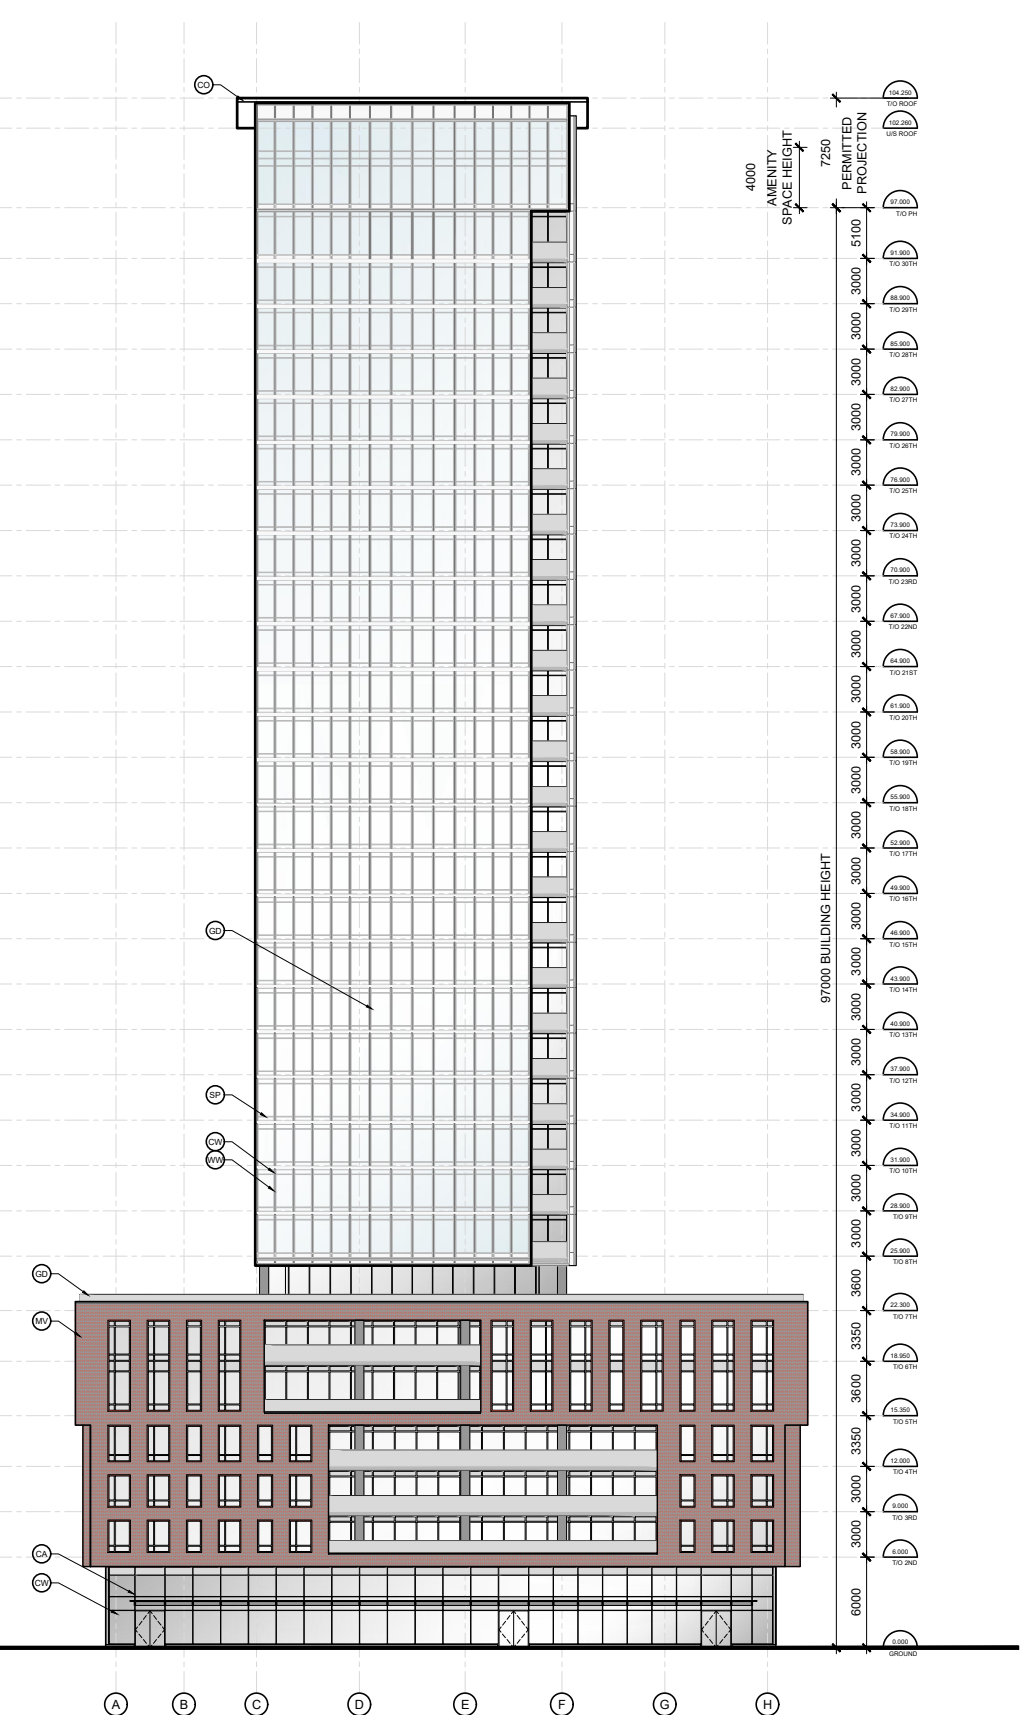 CO
104.250
T/O ROOF
102.260
U/S ROOF
4000
AMENITY
SPACE HEIGHT
7250
PERMITTED
PROJECTION
97.000
T/O PH
5100
91.900
T/O 30TH
3000
88.900
T/O 29TH
3000
85.900
T/O 28TH
3000
82.900
T/O 27TH
3000
79.900
T/O 26TH
3000
76.900
T/O 25TH
3000
73.900
T/O 24TH
3000
70.900
T/O 23RD
3000
67.900
T/O 22ND
3000
64.900
T/O 21ST
3000
61.900
T/O 20TH
3000
58.900
T/O 19TH
3000
55.900
T/O 18TH
3000
52.900
T/O 17TH
97000 BUILDING HEIGHT
3000
49.900
T/O 16TH
3000
GD
46.900
T/O 15TH
3000
43.900
T/O 14TH
3000
40.900
T/O 13TH
3000
37.900
T/O 12TH
3000
SP
34.900
T/O 11TH
3000
CW
WW
31.900
T/O 10TH
3000
28.900
T/O 9TH
3000
25.900
T/O 8TH
3600
GD
22.300
T/O 7TH
MV
3350
18.950
T/O 6TH
3600
15.350
T/O 5TH
3350
12.000
T/O 4TH
3000
9.000
T/O 3RD
3000
CA
6.000
T/O 2ND
CW
6000
0.000
GROUND
A B C D E F G H